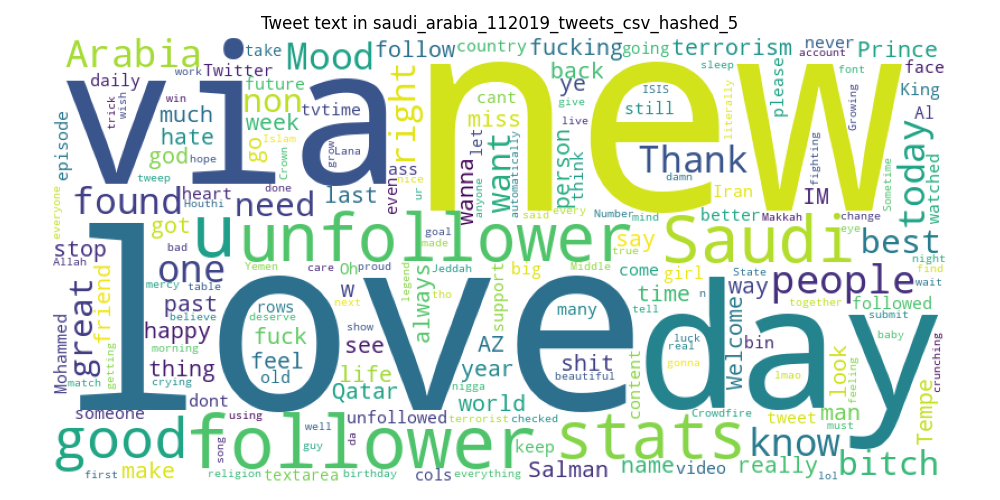 Tweet text in saudi_arabia_112019_tweets_csv_hashed_5
Arabia take Mood follow country fucking going terrorism never Prince
work Twitter back cant ye sleep please account font face
daily future non tvtime right new give ISIS still literally Growing King
episode trick wish win much week miss live Al
via hate god go Islam Crown grow Lana ass let want person think Thank fighting today
tweep hope nice even wanna anyone automatically damn Iran IM Sometime watched
everyone found Houthi heart done need last ur said every Number mind better Makkah change
got u unfollower goal made true say Saudi eye best
stop bad Yemen care Oh proud legend Jeddah big Middle girl State night find
Allah friend one mercy table W next always tho support come time tell n way people together wait
great past believe rows deserve show many luck real Welcome followed submit
Mohammed happy morning fuck see AZ shit gonna bin look baby
love day
match getting thing crying feel old life year beautiful lmao feeling crunching
dont Qatar nigga world content
someone using well unfollowed terrorist checked Crowdfire tweet man must Tempe
good song guy follower da keep stats know
first make religion textarea birthday cols everything Salman name video really lol bitch